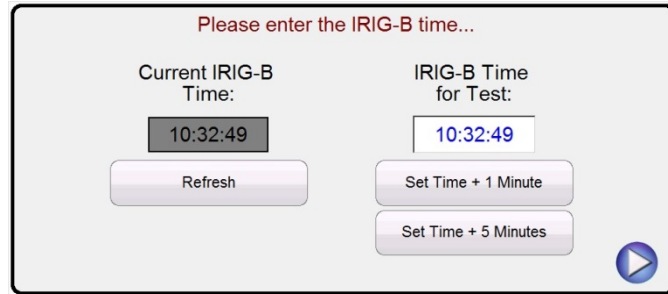 Please enter the IRIG-B time...
Current IRIG-B
Time:
10:32:49
Refresh
IRIG-B Time
for Test:
10:32:49
Set Time + 1 Minute
Set Time + 5 Minutes